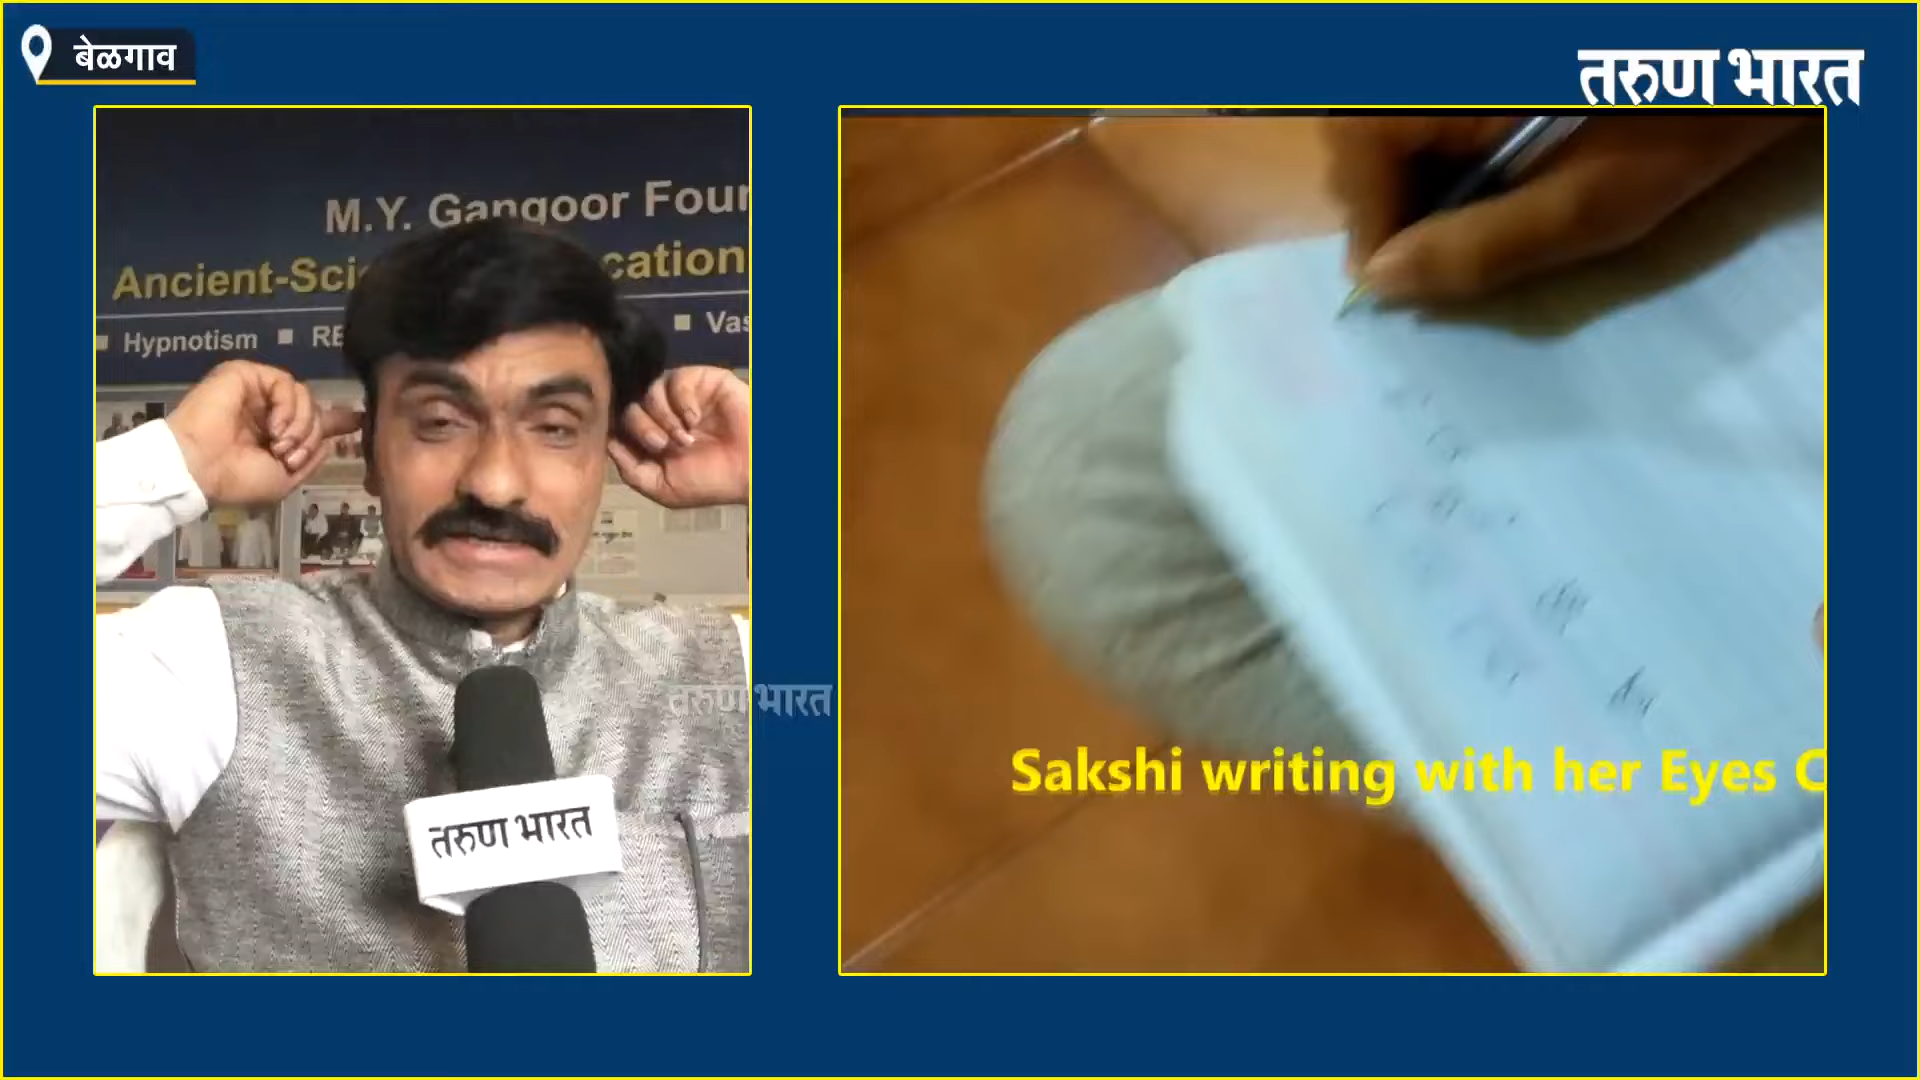 बेळगाव
तरुण भारत
M.Y. Gangoor Foun
Ancient-Sci cation
Hypnotism ■ RE ■ Vas
तरुण भारत
तरुण भारत
Sakshi writing with her Eyes C